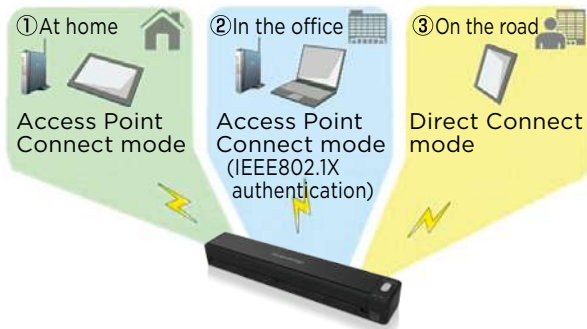 ①At home
Access Point
Connect mode
②In the office
Access Point
Connect mode
(IEEE802.1X
authentication)
③On the road
Direct Connect
mode